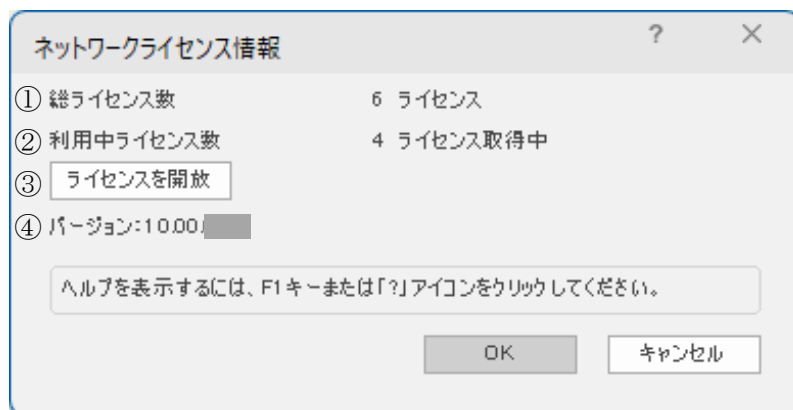 ネットワークライセンス情報
? ×
① 総ライセンス数 6 ライセンス
② 利用中ライセンス数 4 ライセンス取得中
③ ライセンスを開放
④ バージョン:10.00.
ヘルプを表示するには、F1キーまたは「?」アイコンをクリックしてください。
OK キャンセル